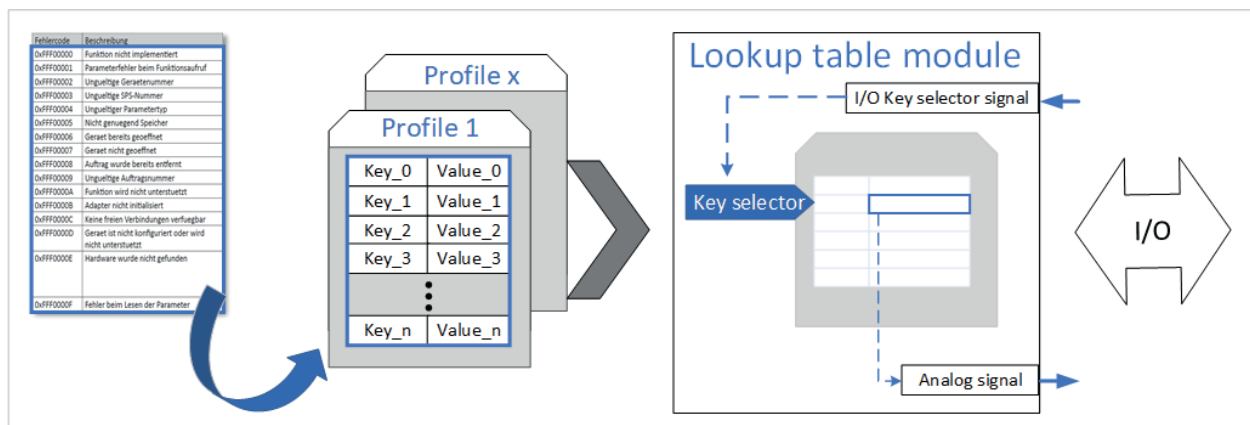 Fehlercode Beschreibung
0xFFF00000 Funktion nicht implementiert
0xFFF00001 Parameterfehler beim Funktionsaufruf
0xFFF00002 Ungueltige Geraetenummer
0xFFF00003 Ungueltige SPS-Nummer
0xFFF00004 Ungueltiger Parametertyp
0xFFF00005 Nicht genuegend Speicher
0xFFF00006 Geraet bereits geoeffnet
0xFFF00007 Geraet nicht geoeffnet
0xFFF00008 Auftrag wurde bereits entfernt
0xFFF00009 Ungueltige Auftragsnummer
0xFFF0000A Funktion wird nicht unterstuetzt
0xFFF0000B Adapter nicht initialisiert
0xFFF0000C Keine freien Verbindungen verfuegbar
0xFFF0000D Geraet ist nicht konfiguriert oder wird
nicht unterstuetzt
0xFFF0000E Hardware wurde nicht gefunden
0xFFF0000F Fehler beim Lesen der Parameter
Profile x
Profile 1
Key_0 Value_0
Key_1 Value_1
Key_2 Value_2
Key_3 Value_3
Key_n Value_n
Lookup table module
I/O Key selector signal
Key selector
Analog signal
I/O